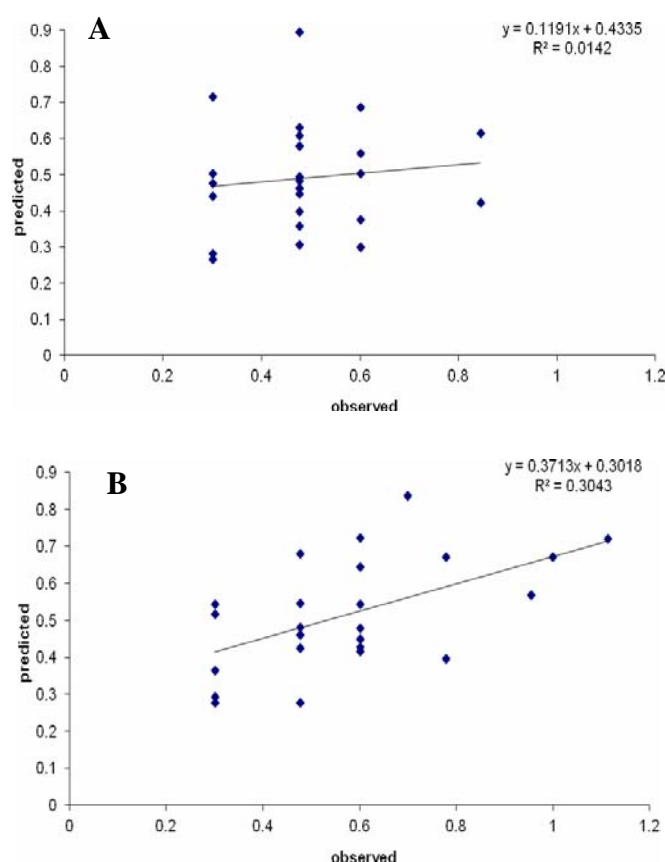 A
y = 0.1191x + 0.4335
R² = 0.0142
0.9
0.8
0.7
0.6
0.5
0.4
0.3
0.2
0.1
0
predicted
0 0.2 0.4 0.6 0.8 1 1.2
observed
B
y = 0.3713x + 0.3018
R² = 0.3043
0.9
0.8
0.7
0.6
0.5
0.4
0.3
0.2
0.1
0
predicted
0 0.2 0.4 0.6 0.8 1 1.2
observed